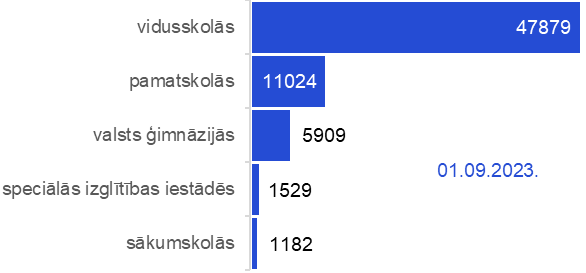 vidusskolās 47879
pamatskolās 11024
valsts ģimnāzijās 5909
01.09.2023.
speciālās izglītības iestādēs 1529
sākumskolās 1182